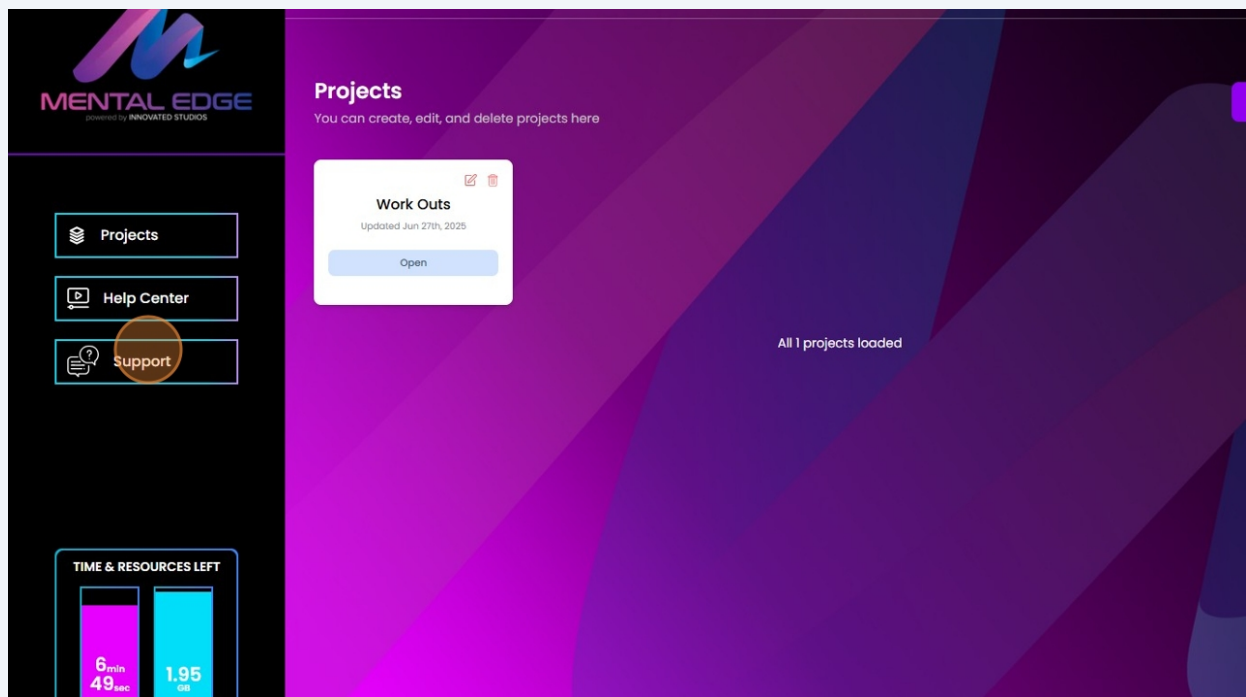 MENTAL EDGE
powered by INNOVATED STUDIOS
Projects
Help Center
Support
TIME & RESOURCES LEFT
6min
49sec
1.95
GB
Projects
You can create, edit, and delete projects here
Work Outs
Updated Jun 27th, 2025
Open
All 1 projects loaded